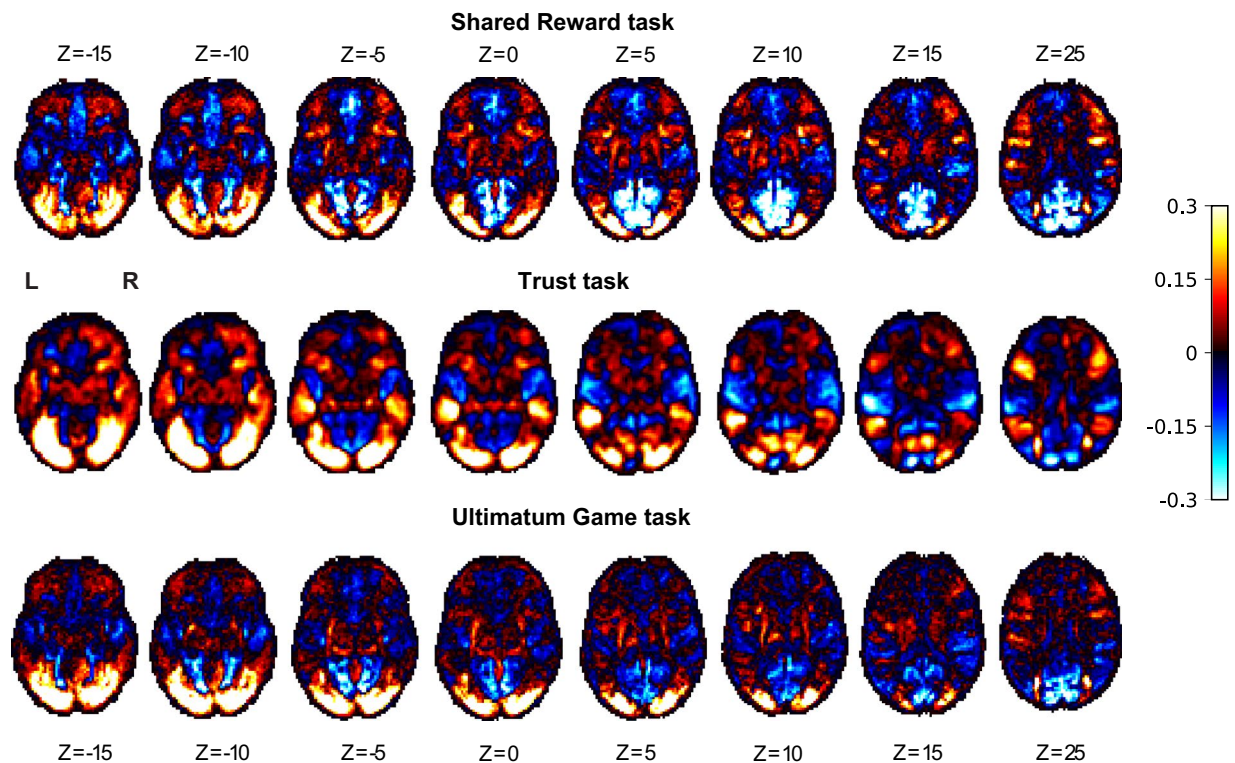 Shared Reward task
Z=-15 Z=-10 Z=-5 Z=0 Z=5 Z=10 Z=15 Z=25
0.3
0.15
0
-0.15
-0.3
L R Trust task
Ultimatum Game task
Z=-15 Z=-10 Z=-5 Z=0 Z=5 Z=10 Z=15 Z=25